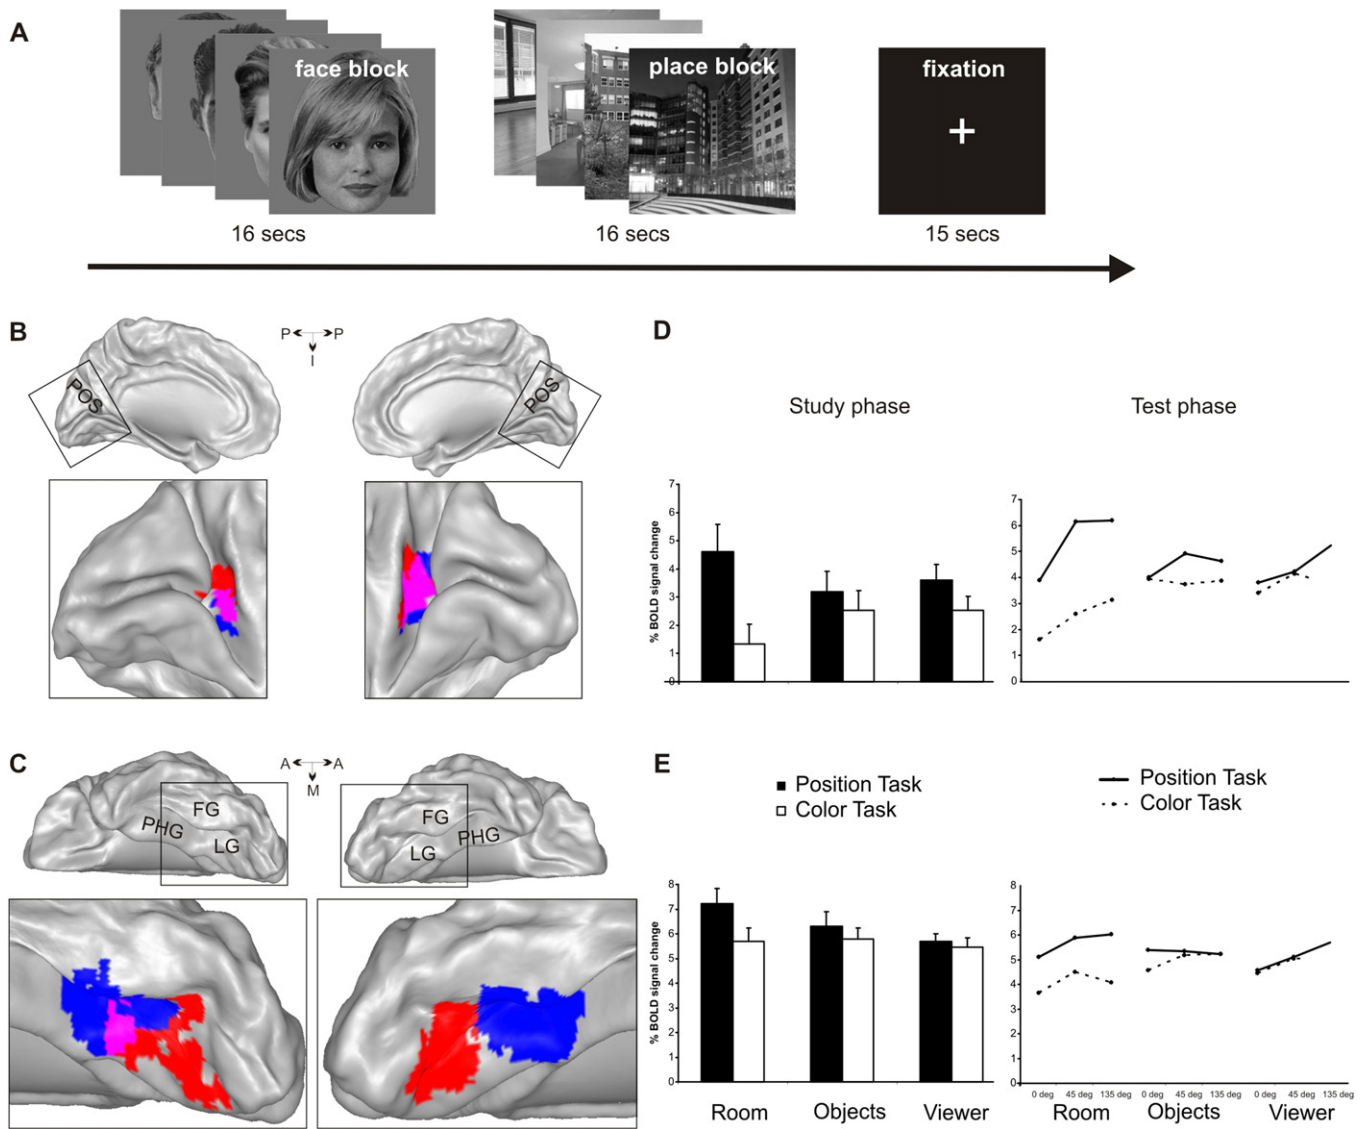 A
face block
place block
fixation
+
16 secs
16 secs
15 secs
B
P P
I
POS
POS
C
A A
M
FG
PHG
LG
FG
PHG
LG
D
Study phase
Test phase
% BOLD signal change
7
6
5
4
3
2
1
0
7
6
5
4
3
2
1
0
E
Position Task
Color Task
Position Task
Color Task
% BOLD signal change
8
7
6
5
4
3
2
1
0
Room Objects Viewer
8
7
6
5
4
3
2
1
0
0 deg 45 deg 135 deg 0 deg 45 deg 135 deg 0 deg 45 deg 135 deg
Room Objects Viewer